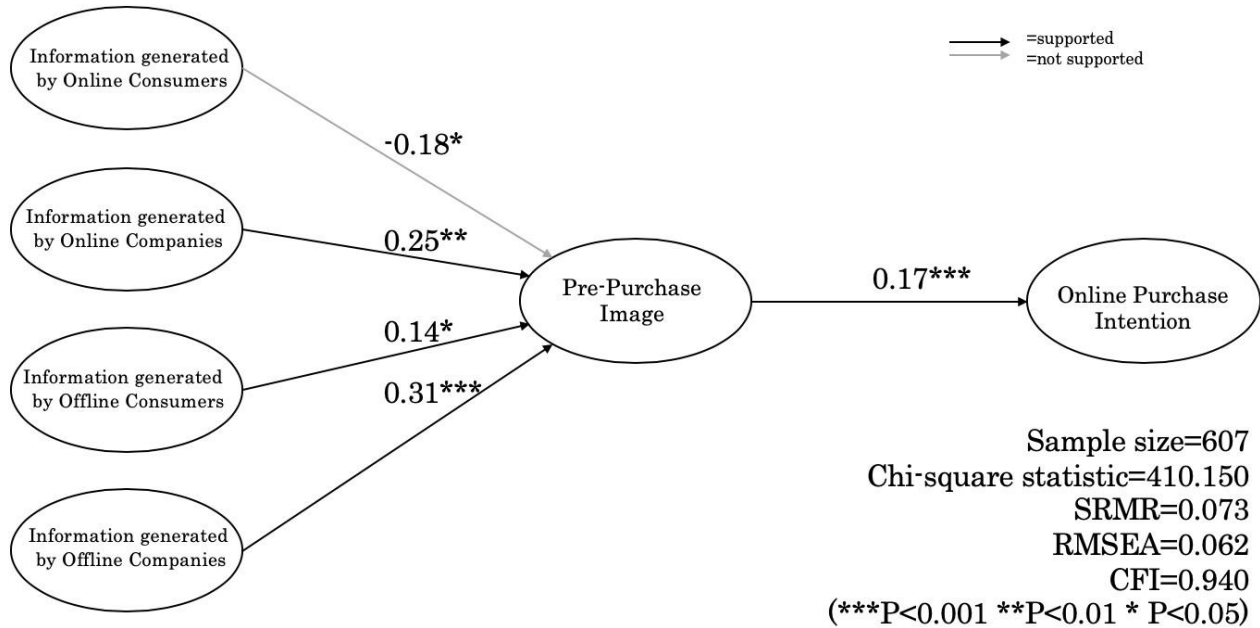 Information generated
by Online Consumers
=supported
=not supported
-0.18*
Information generated
by Online Companies
0.25**
Pre-Purchase
Image
0.17***
Online Purchase
Intention
0.14*
Information generated
by Offline Consumers
0.31***
Information generated
by Offline Companies
Sample size=607
Chi-square statistic=410.150
SRMR=0.073
RMSEA=0.062
CFI=0.940
(***P<0.001 **P<0.01 * P<0.05)